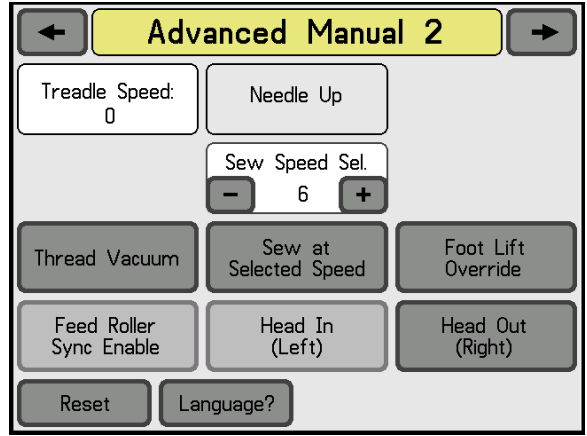 Advanced Manual 2
Treadle Speed:
0
Needle Up
Sew Speed Sel.
- 6 +
Thread Vacuum
Sew at
Selected Speed
Foot Lift
Override
Feed Roller
Sync Enable
Head In
(Left)
Head Out
(Right)
Reset
Language?